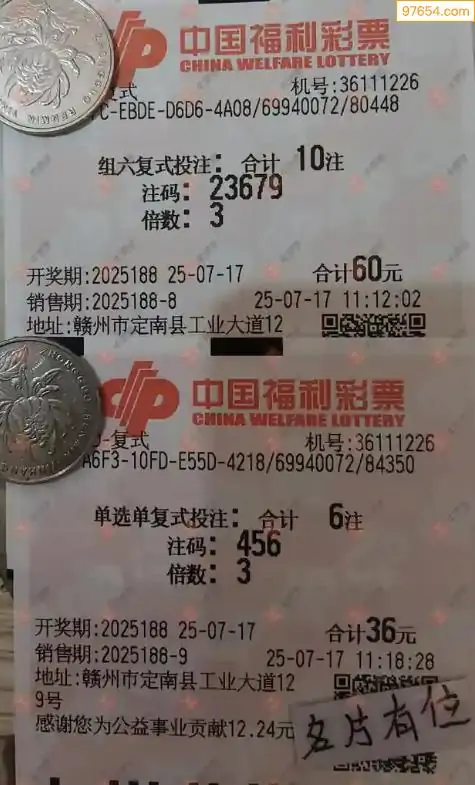 97654.com
中国福利彩票
CHINA WELFARE LOTTERY
复式 机号:36111226
C-EBDE-D6D6-4A08/69940072/80448
组六复式投注: 合计 10注
注码: 23679
倍数: 3
开奖期:2025188 25-07-17 合计60元
销售期:2025188-8 25-07-17 11:12:02
地址:赣州市定南县工业大道12
中国福利彩票
CHINA WELFARE LOTTERY
D-复式 机号:36111226
A6F3-10FD-E55D-4218/69940072/84350
单选单复式投注: 合计 6注
注码: 456
倍数: 3
开奖期:2025188 25-07-17 合计36元
销售期:2025188-9 25-07-17 11:18:28
地址:赣州市定南县工业大道12
9号
感谢您为公益事业贡献12.24元
名片有位